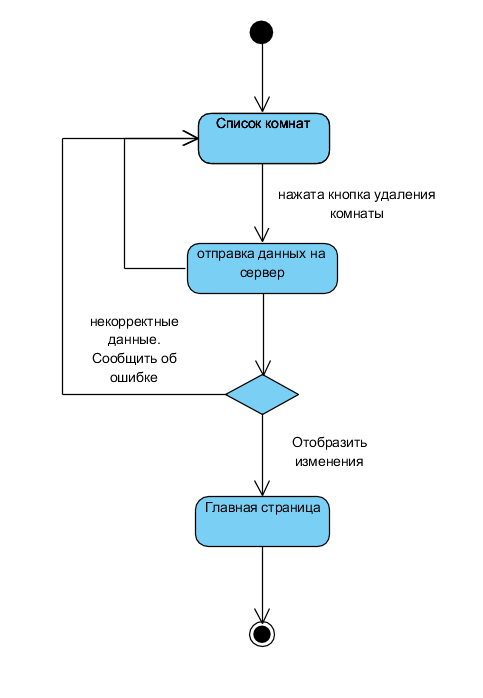 Список комнат
нажата кнопка удаления
комнаты
отправка данных на
сервер
некорректные
данные.
Сообщить об
ошибке
Отобразить
изменения
Главная страница